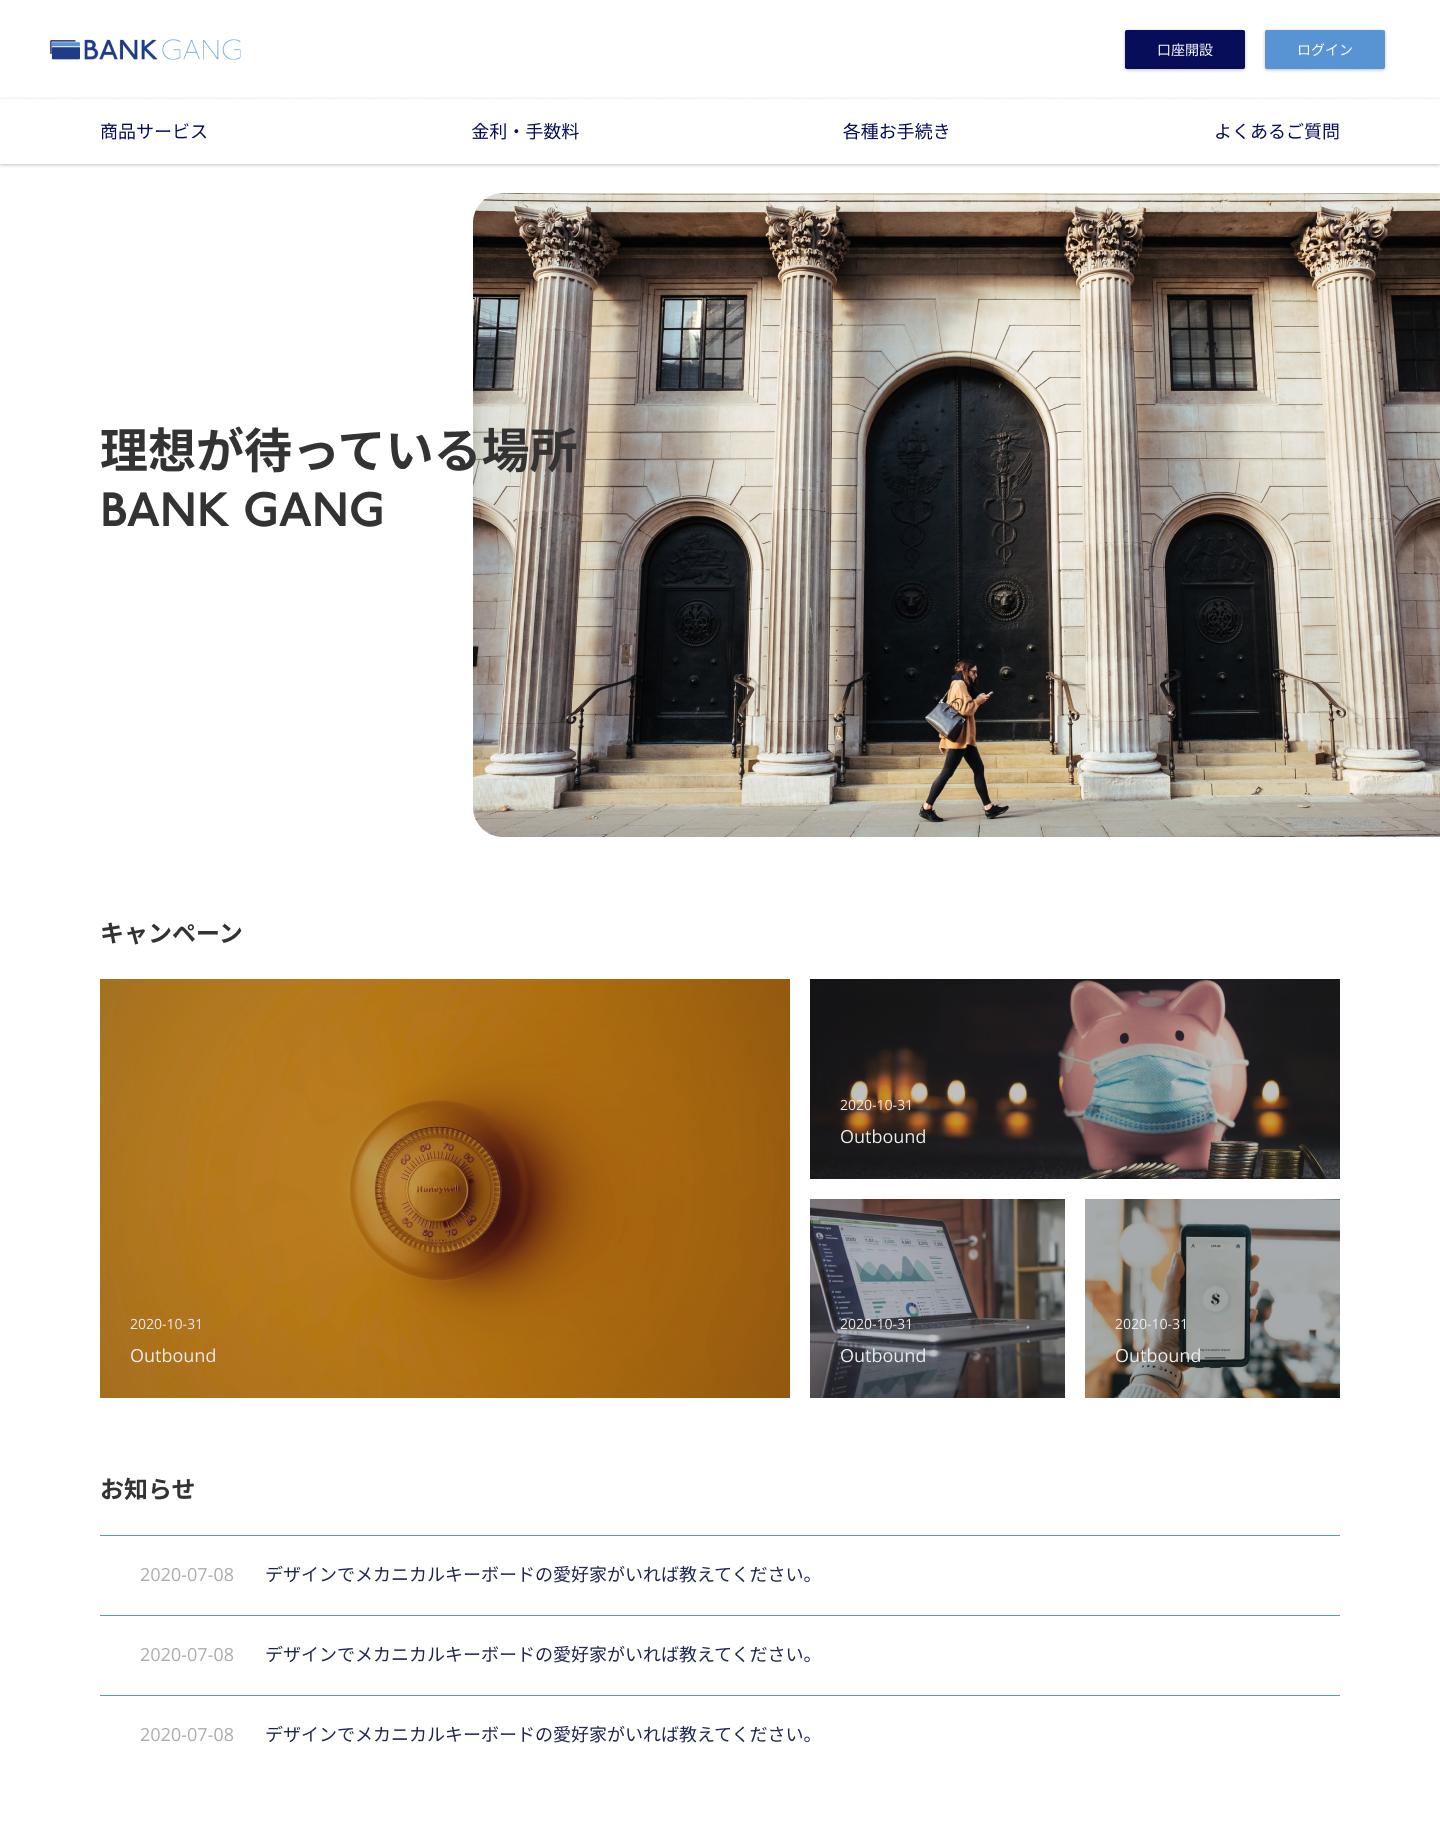 BANK GANG
口座開設
ログイン
商品サービス
金利・手数料
各種お手続き
よくあるご質問
理想が待っている場所
BANK GANG
キャンペーン
60 70
Honeywell
2020-10-31
Outbound
2020-10-31
Outbound
2020-10-31
Outbound
2020-10-31
Outbound
お知らせ
2020-07-08 デザインでメカニカルキーボードの愛好家がいれば教えてください。
2020-07-08 デザインでメカニカルキーボードの愛好家がいれば教えてください。
2020-07-08 デザインでメカニカルキーボードの愛好家がいれば教えてください。